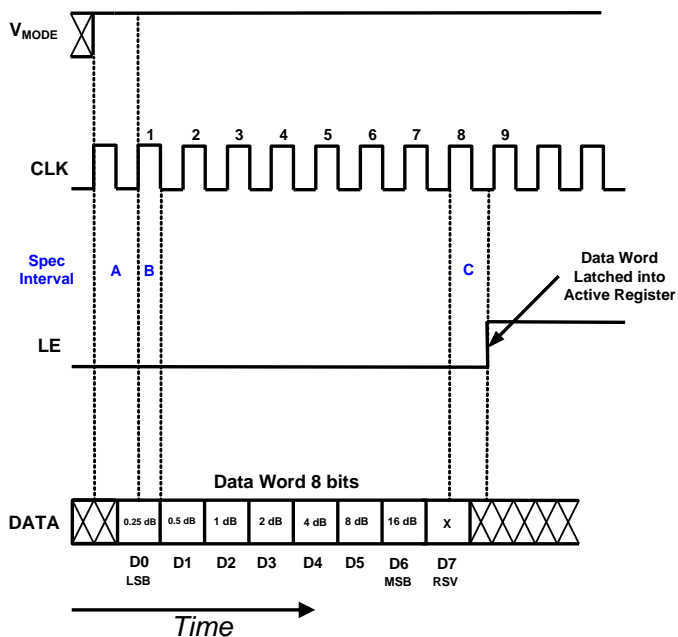 VMODE
1 2 3 4 5 6 7 8 9
CLK
Spec
Interval
A B C
Data Word
Latched into
Active Register
LE
Data Word 8 bits
DATA
0.25 dB 0.5 dB 1 dB 2 dB 4 dB 8 dB 16 dB X
D0 D1 D2 D3 D4 D5 D6 D7
LSB MSB RSV
Time